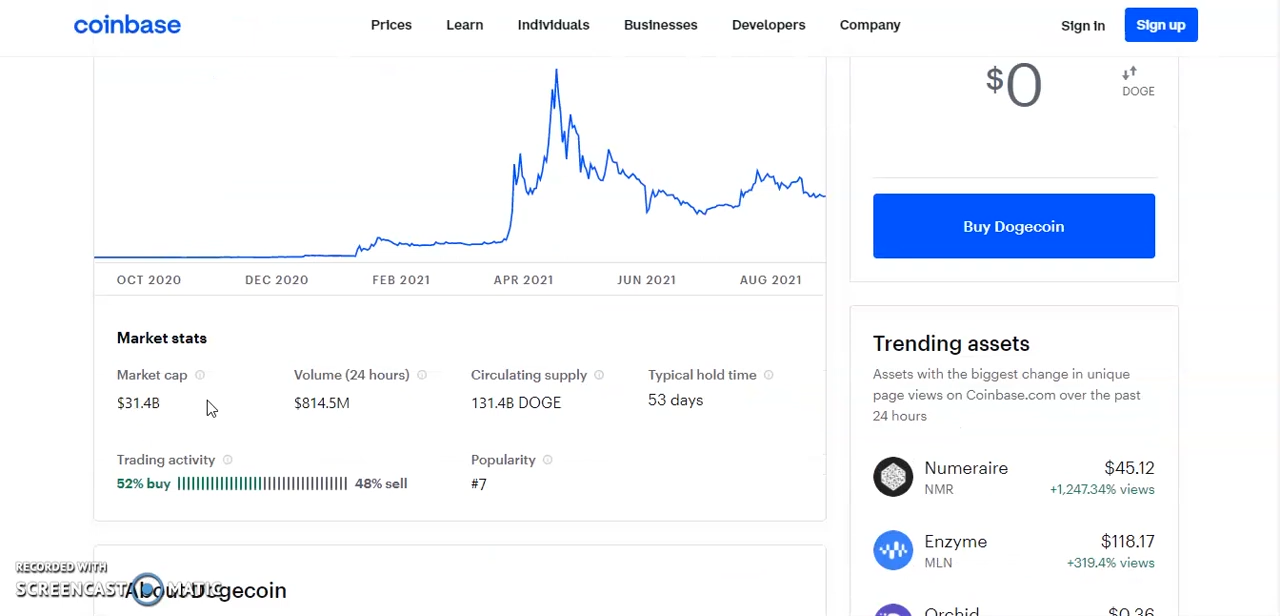 coinbase
Prices Learn Individuals Businesses Developers Company Sign in Sign up
$0
DOGE
Buy Dogecoin
OCT 2020 DEC 2020 FEB 2021 APR 2021 JUN 2021 AUG 2021
Market stats
Market cap Volume (24 hours) Circulating supply Typical hold time
$31.4B $814.5M 131.4B DOGE 53 days
Trading activity Popularity
52% buy 48% sell #7
About Dogecoin
Trending assets
Assets with the biggest change in unique
page views on Coinbase.com over the past
24 hours
Numeraire $45.12
NMR +1,247.34% views
Enzyme $118.17
MLN +319.4% views
Orchid $0.36
RECORDED WITH
SCREENCAST MATIC